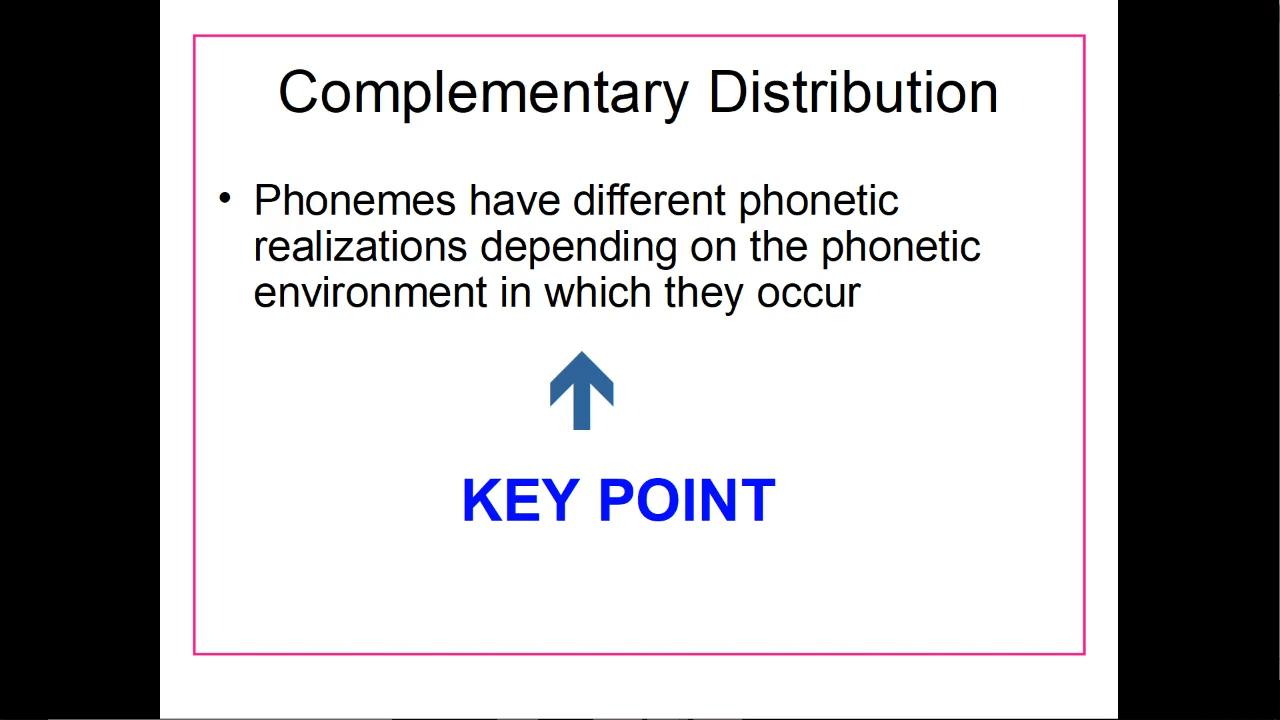 Complementary Distribution
• Phonemes have different phonetic
realizations depending on the phonetic
environment in which they occur
KEY POINT